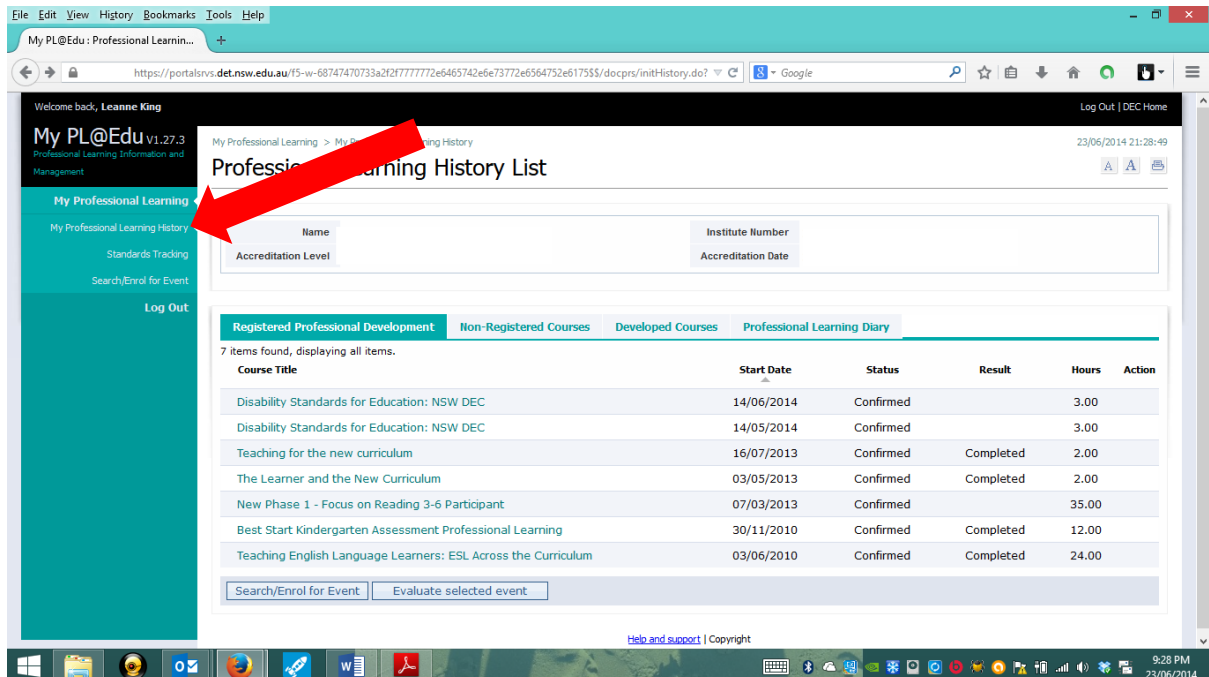 File Edit View History Bookmarks Tools Help
My PL@Edu : Professional Learnin... +
https://portalsrvs.det.nsw.edu.au/f5-w-68747470733a2f2f7777772e6465742e6e73772e6564752e6175$$/docprs/initHistory.do? Google
Welcome back, Leanne King Log Out | DEC Home
My PL@Edu V1.27.3
Professional Learning Information and
Management
My Professional Learning > My History 23/06/2014 21:28:49
Professional Learning History List A A
My Professional Learning
My Professional Learning History
Standards Tracking
Search/Enrol for Event
Log Out
Name Institute Number
Accreditation Level Accreditation Date
Registered Professional Development Non-Registered Courses Developed Courses Professional Learning Diary
7 items found, displaying all items.
Course Title Start Date Status Result Hours Action
Disability Standards for Education: NSW DEC 14/06/2014 Confirmed 3.00
Disability Standards for Education: NSW DEC 14/05/2014 Confirmed 3.00
Teaching for the new curriculum 16/07/2013 Confirmed Completed 2.00
The Learner and the New Curriculum 03/05/2013 Confirmed Completed 2.00
New Phase 1 - Focus on Reading 3-6 Participant 07/03/2013 Confirmed 35.00
Best Start Kindergarten Assessment Professional Learning 30/11/2010 Confirmed Completed 12.00
Teaching English Language Learners: ESL Across the Curriculum 03/06/2010 Confirmed Completed 24.00
Search/Enrol for Event Evaluate selected event
Help and support | Copyright
9:28 PM
23/06/2014